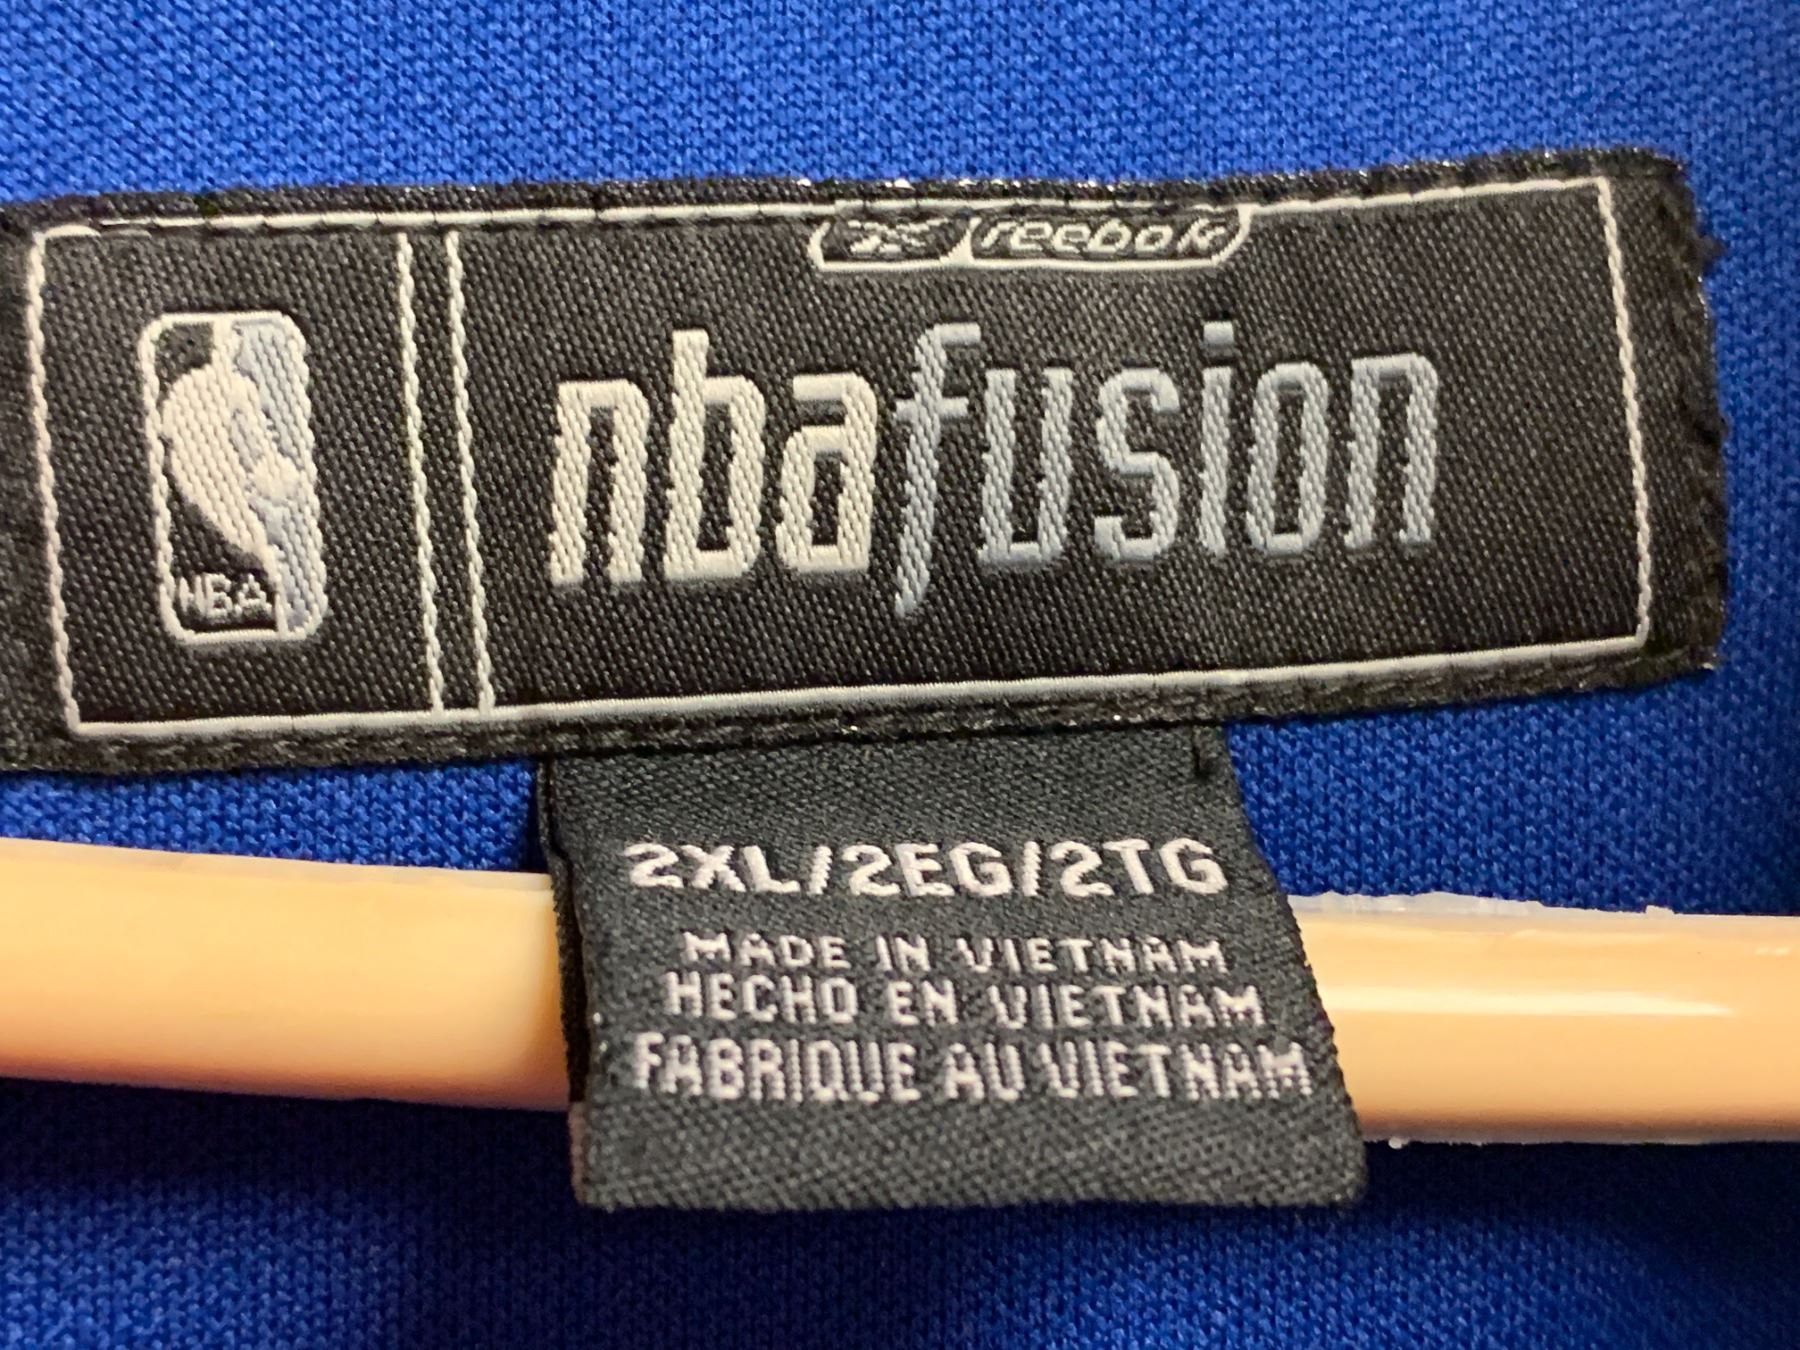 reebok
NBA
nbafusion
2XL/2EG/2TG
MADE IN VIETNAM
HECHO EN VIETNAM
FABRIQUE AU VIETNAM